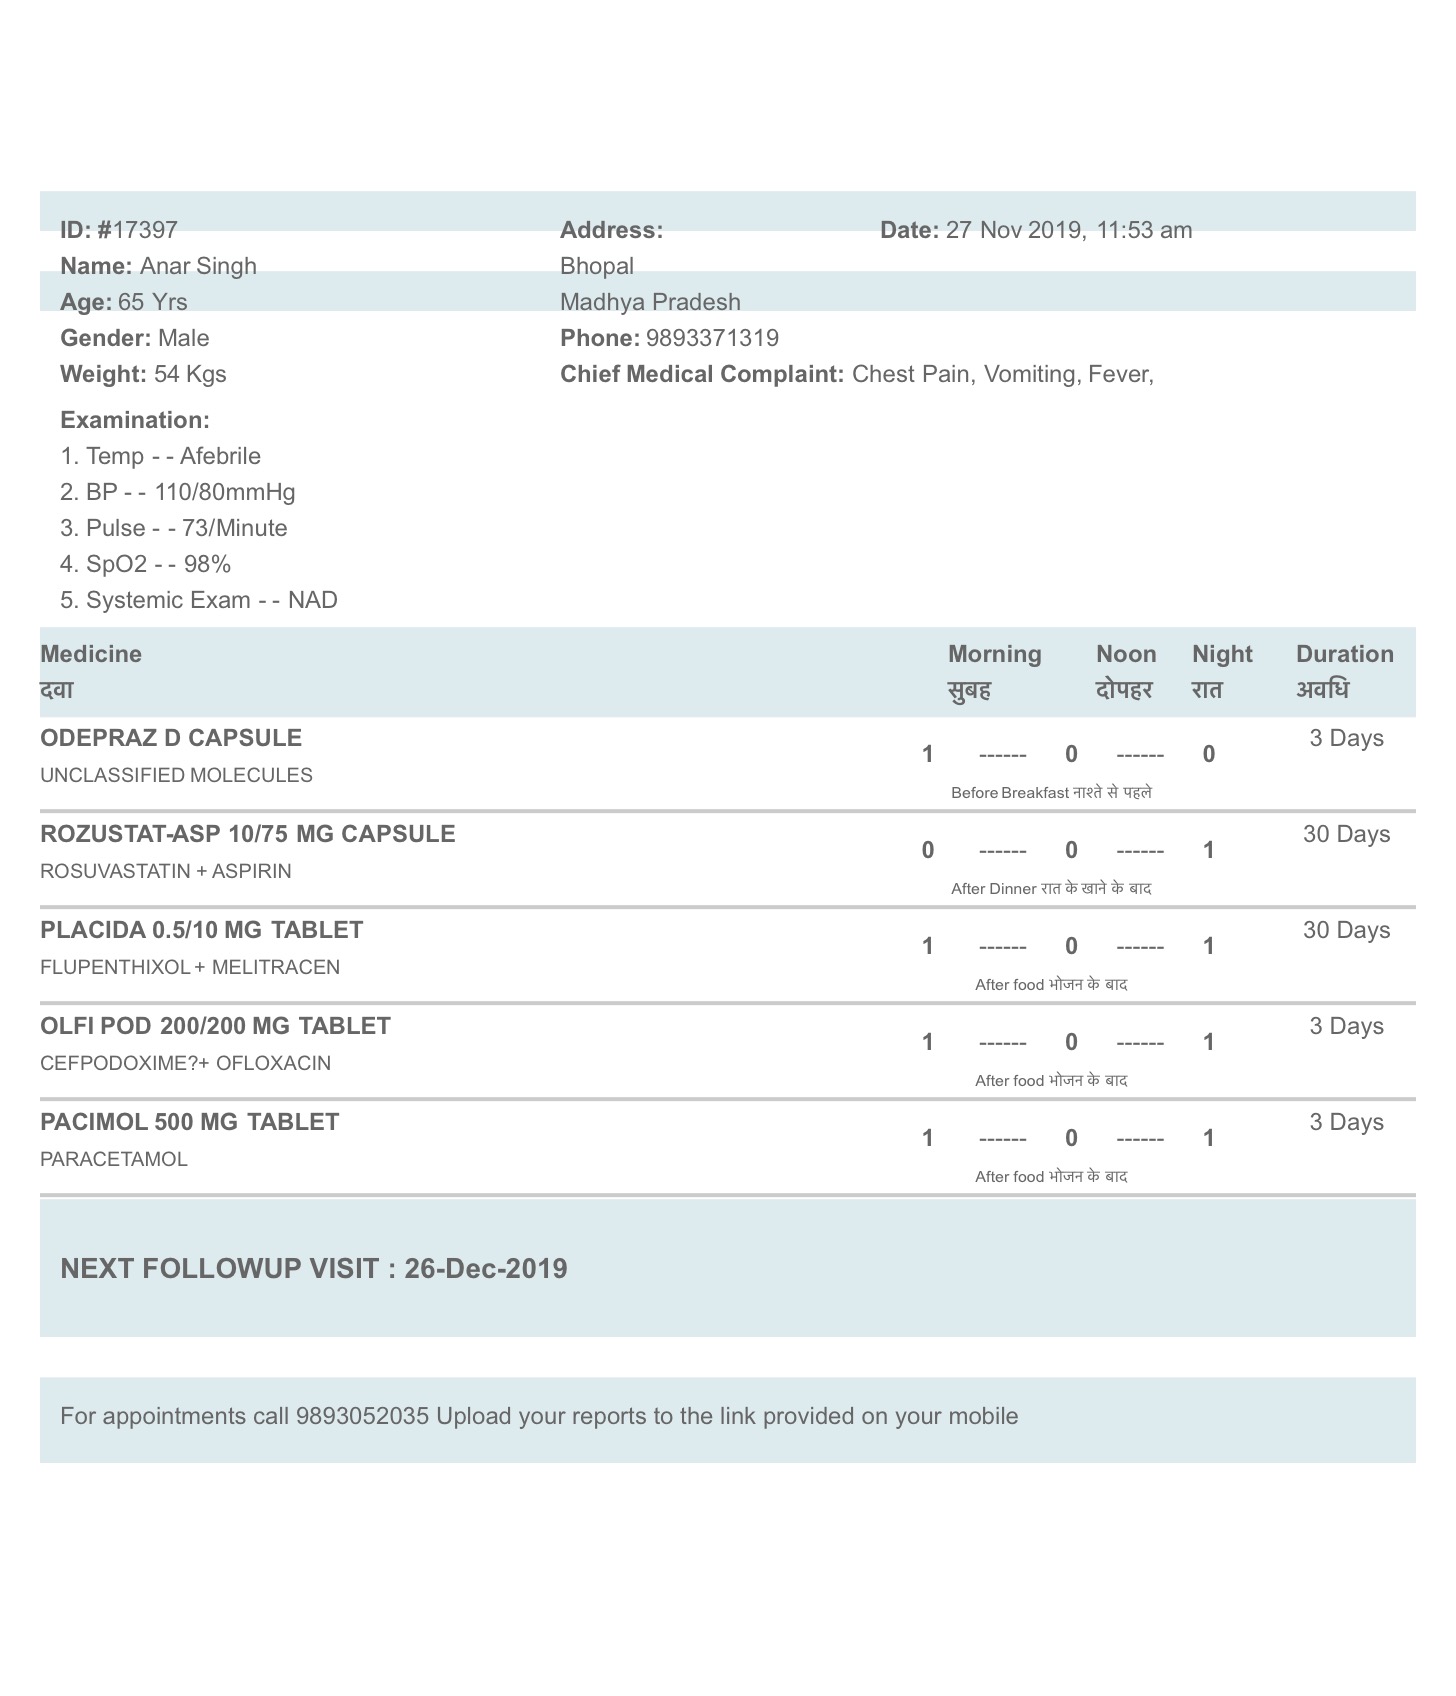 ID: #17397 Address: Date: 27 Nov 2019, 11:53 am
Name: Anar Singh Bhopal
Age: 65 Yrs Madhya Pradesh
Gender: Male Phone: 9893371319
Weight: 54 Kgs Chief Medical Complaint: Chest Pain, Vomiting, Fever,
Examination:
1. Temp - - Afebrile
2. BP - - 110/80mmHg
3. Pulse - - 73/Minute
4. SpO2 - - 98%
5. Systemic Exam - - NAD
Medicine Morning Noon Night Duration
दवा सुबह दोपहर रात अवधि
ODEPRAZ D CAPSULE 3 Days
1 ------ 0 ------ 0
UNCLASSIFIED MOLECULES
Before Breakfast नाश्ते से पहले
ROZUSTAT-ASP 10/75 MG CAPSULE 30 Days
0 ------ 0 ------ 1
ROSUVASTATIN + ASPIRIN
After Dinner रात के खाने के बाद
PLACIDA 0.5/10 MG TABLET 30 Days
1 ------ 0 ------ 1
FLUPENTHIXOL + MELITRACEN
After food भोजन के बाद
OLFI POD 200/200 MG TABLET 3 Days
1 ------ 0 ------ 1
CEFPODOXIME?+ OFLOXACIN
After food भोजन के बाद
PACIMOL 500 MG TABLET 3 Days
1 ------ 0 ------ 1
PARACETAMOL
After food भोजन के बाद
NEXT FOLLOWUP VISIT : 26-Dec-2019
For appointments call 9893052035 Upload your reports to the link provided on your mobile